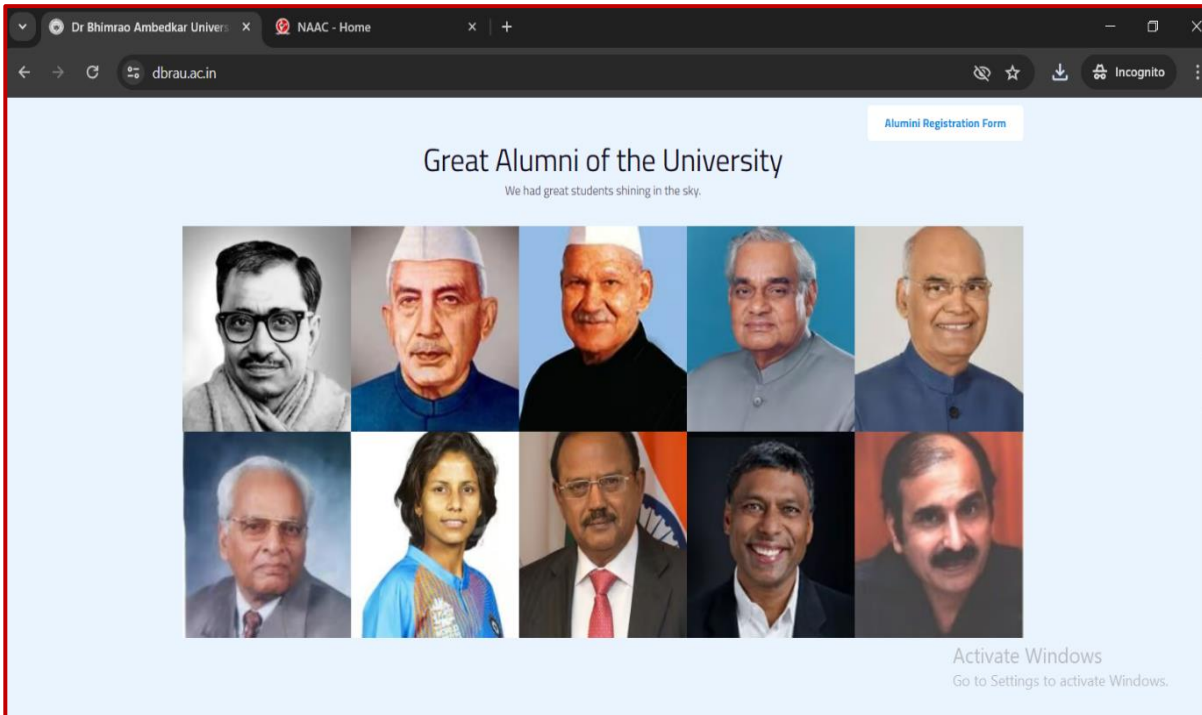 Dr Bhimrao Ambedkar Univers
NAAC - Home
dbrau.ac.in
Incognito
Alumini Registration Form
Great Alumni of the University
We had great students shining in the sky.
Activate Windows
Go to Settings to activate Windows.